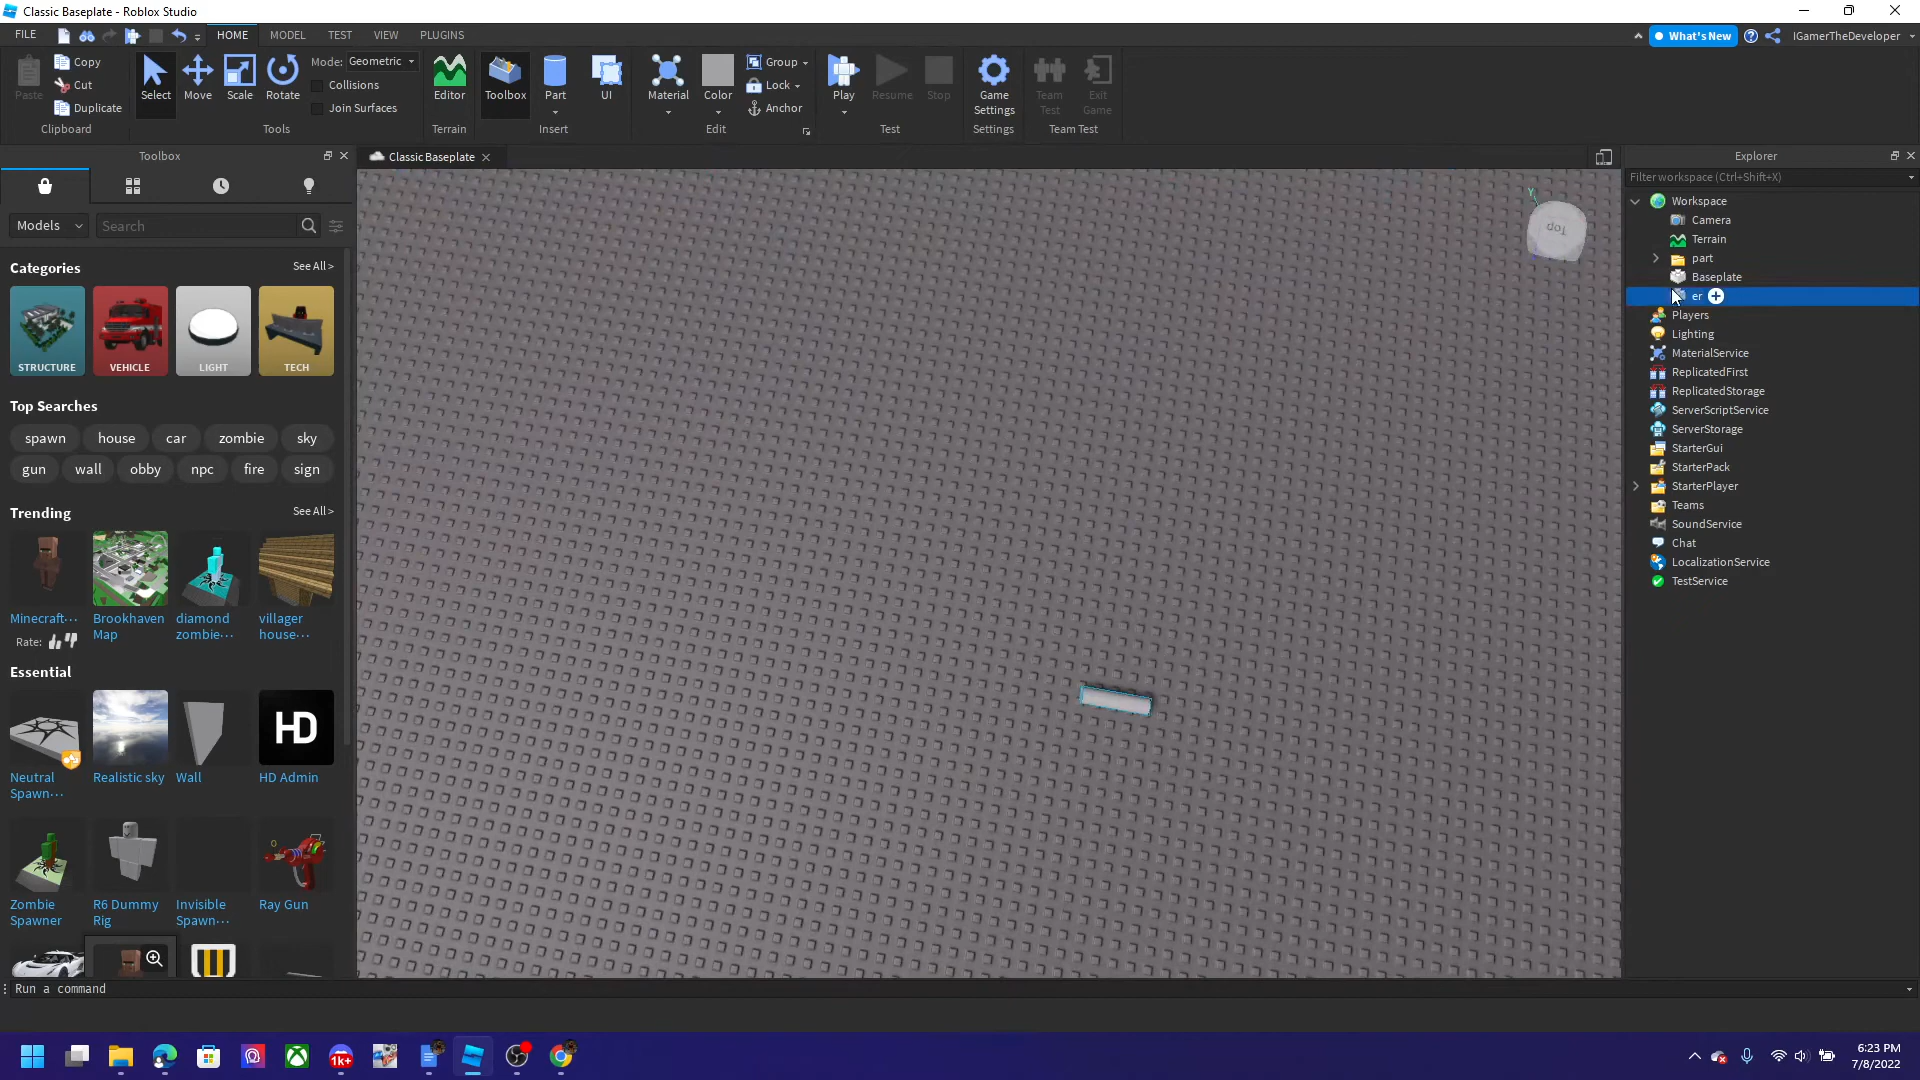 Classic Baseplate - Roblox Studio
FILE HOME MODEL TEST VIEW PLUGINS What's New IGamerTheDeveloper
Paste Copy Cut Duplicate Clipboard
Select Move Scale Rotate Mode: Geometric Collisions Join Surfaces Tools
Editor Terrain
Toolbox Part UI Insert
Material Color Group Lock Anchor Edit
Play Resume Stop Test
Game Settings Settings
Team Test Exit Game Team Test
Toolbox
Models Search
Categories See All >
STRUCTURE VEHICLE LIGHT TECH
Top Searches
spawn house car zombie sky
gun wall obby npc fire sign
Trending See All >
Minecraft... Brookhaven Map diamond zombie... villager house...
Rate:
Essential
HD
Neutral Spawn... Realistic sky Wall HD Admin
Zombie Spawner R6 Dummy Rig Invisible Spawn... Ray Gun
Classic Baseplate
Y
Top
Explorer
Filter workspace (Ctrl+Shift+X)
Workspace
Camera
Terrain
part
Baseplate
er
Players
Lighting
MaterialService
ReplicatedFirst
ReplicatedStorage
ServerScriptService
ServerStorage
StarterGui
StarterPack
StarterPlayer
Teams
SoundService
Chat
LocalizationService
TestService
Run a command
1k+
6:23 PM
7/8/2022